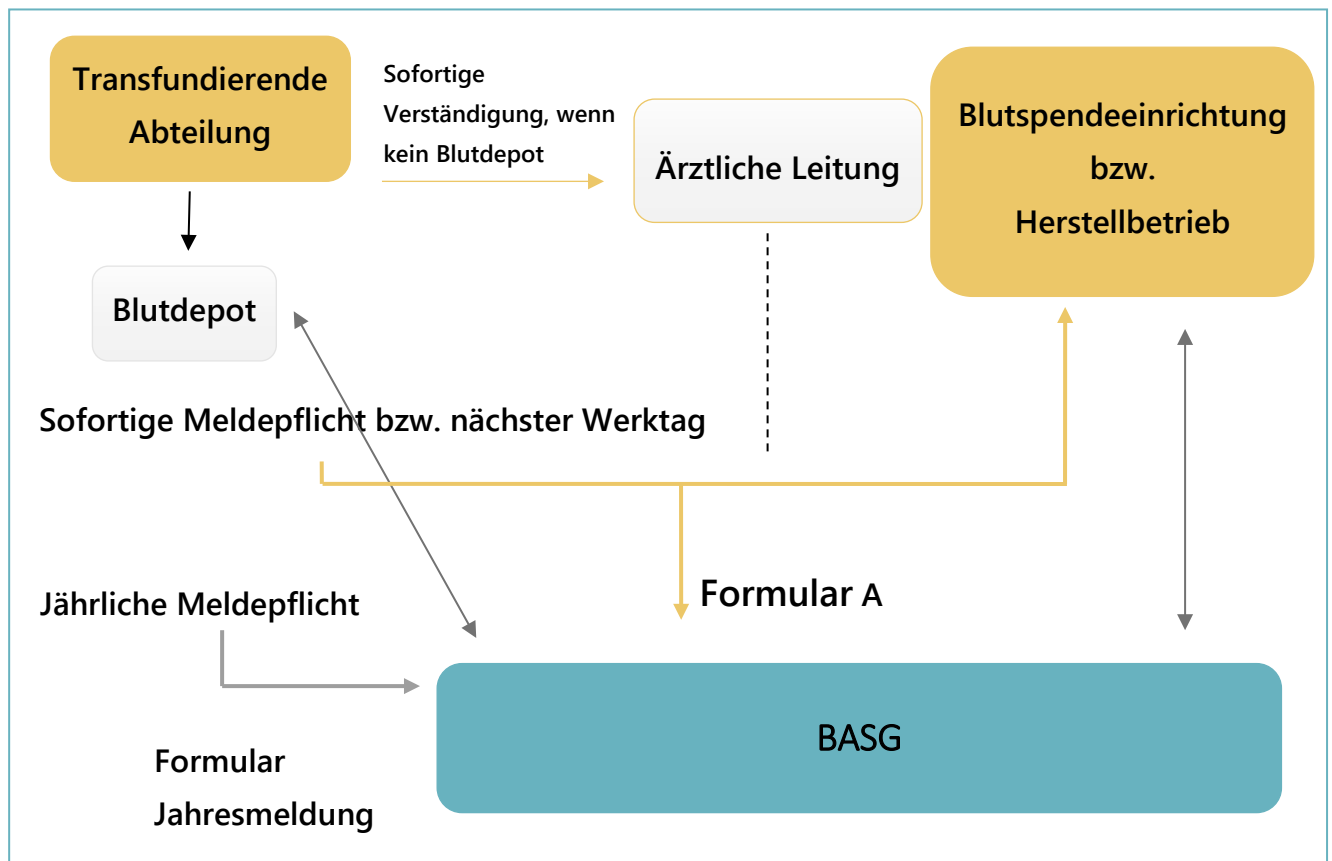 Transfundierende
Abteilung
Sofortige
Verständigung, wenn
kein Blutdepot
Ärztliche Leitung
Blutspendeeinrichtung
bzw.
Herstellbetrieb
Blutdepot
Sofortige Meldepflicht bzw. nächster Werktag
Jährliche Meldepflicht
Formular A
BASG
Formular
Jahresmeldung